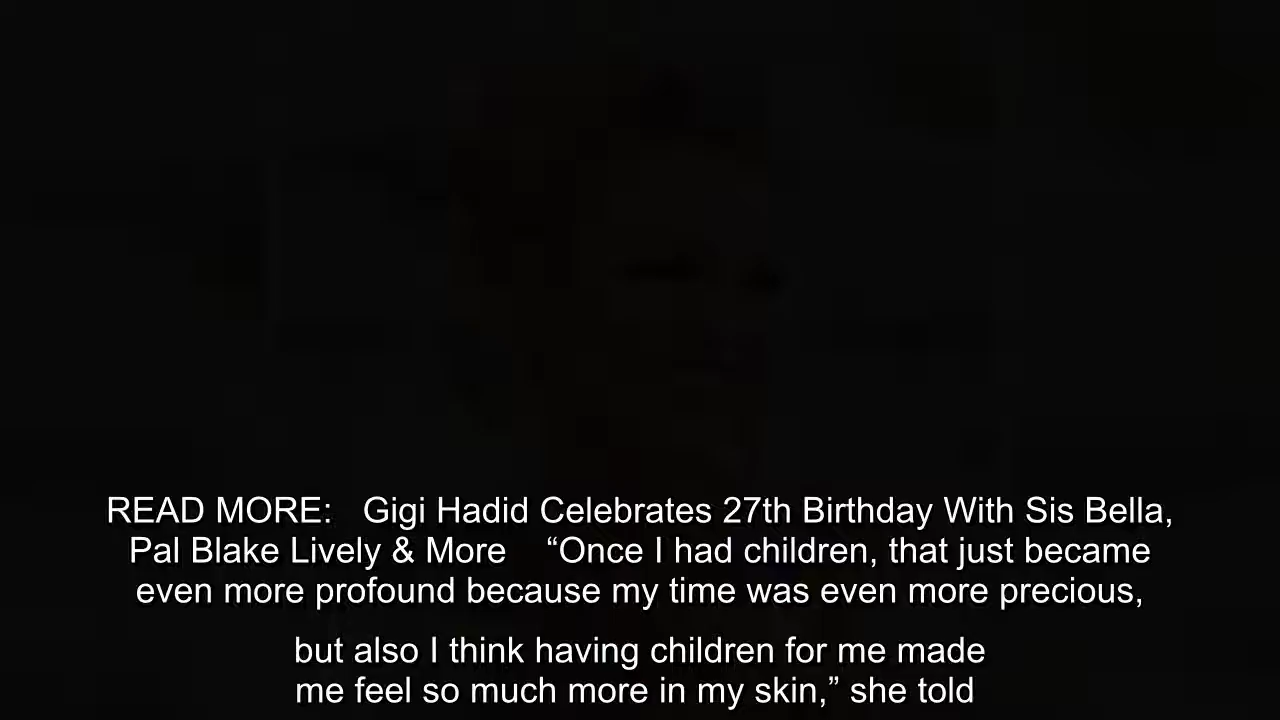 READ MORE: Gigi Hadid Celebrates 27th Birthday With Sis Bella,
Pal Blake Lively & More “Once I had children, that just became
even more profound because my time was even more precious,
but also I think having children for me made
me feel so much more in my skin,” she told